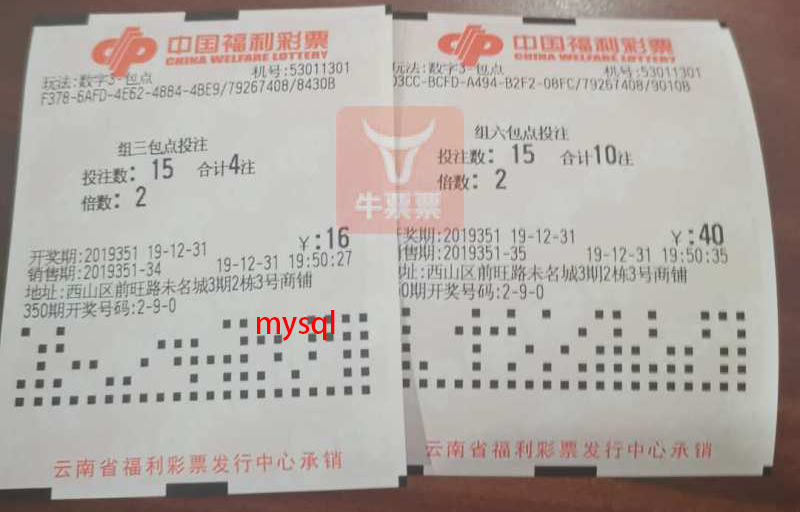 中国福利彩票
CHINA WELFARE LOTTERY
玩法:数字3-包点 机号:53011301
F378-6AFD-4E62-4884-4BE9/79267408/8430B
组三包点投注
投注数: 15 合计4注
倍数: 2
¥:16
开奖期:2019351 19-12-31
销售期:2019351-34 19-12-31 19:50:27
地址:西山区前旺路未名城3期2栋3号商铺
350期开奖号码:2-9-0
云南省福利彩票发行中心承销
中国福利彩票
CHINA WELFARE LOTTERY
玩法:数字3-包点 机号:53011301
D3CC-BCFD-A494-B2F2-08FC/79267408/9010B
组六包点投注
投注数: 15 合计10注
倍数: 2
¥:40
开奖期:2019351 19-12-31
售期:2019351-35 19-12-31 19:50:35
址:西山区前旺路未名城3期2栋3号商铺
50期开奖号码:2-9-0
云南省福利彩票发行中心承销
牛票票
mysql